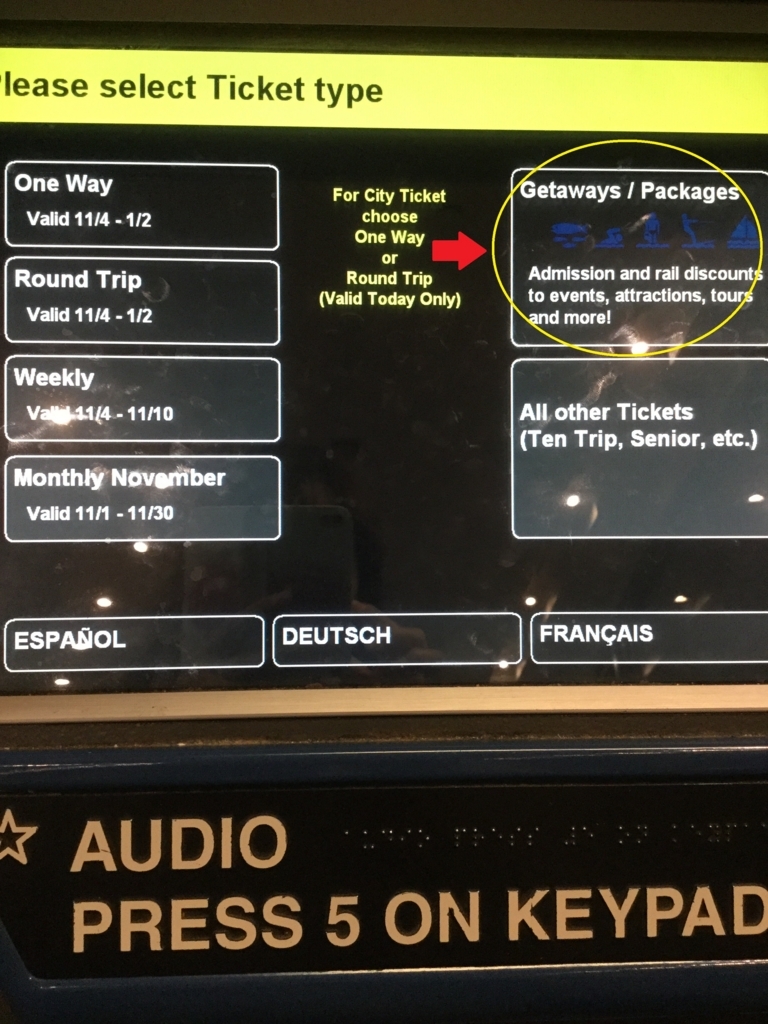 Please select Ticket type
One Way
Valid 11/4 - 1/2
Round Trip
Valid 11/4 - 1/2
Weekly
Valid 11/4 - 11/10
Monthly November
Valid 11/1 - 11/30
For City Ticket
choose
One Way
or
Round Trip
(Valid Today Only)
Getaways / Packages
Admission and rail discounts
to events, attractions, tours
and more!
All other Tickets
(Ten Trip, Senior, etc.)
ESPAÑOL
DEUTSCH
FRANÇAIS
AUDIO
PRESS 5 ON KEYPAD